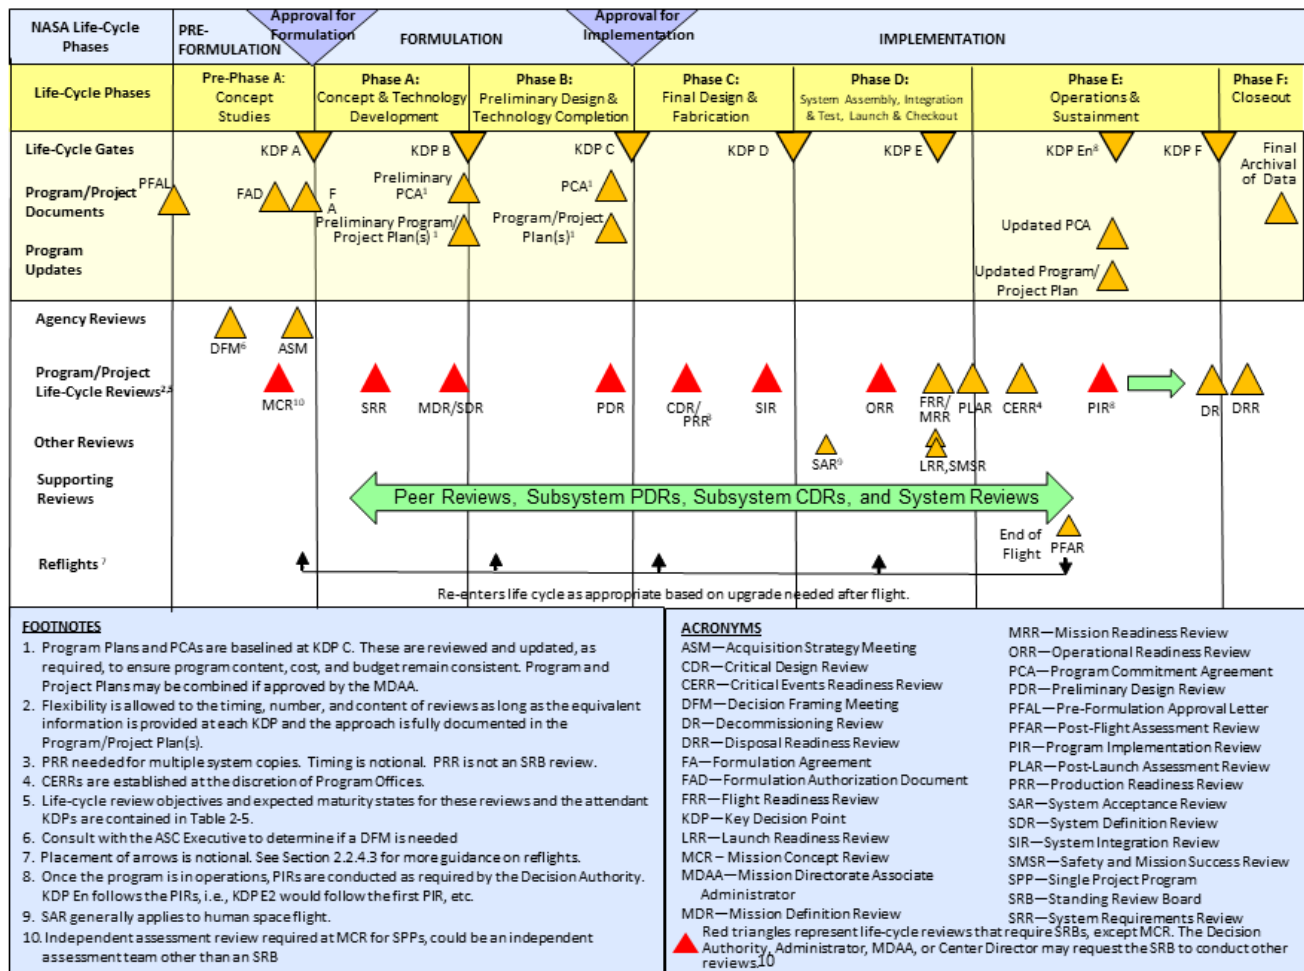 NASA Life-Cycle
Phases
PRE-
FORMULATION
Approval for
Formulation
FORMULATION
Approval for
Implementation
IMPLEMENTATION
Life-Cycle Phases
Pre-Phase A:
Concept
Studies
Phase A:
Concept & Technology
Development
Phase B:
Preliminary Design &
Technology Completion
Phase C:
Final Design &
Fabrication
Phase D:
System Assembly, Integration
& Test, Launch & Checkout
Phase E:
Operations &
Sustainment
Phase F:
Closeout
Life-Cycle Gates
KDP A
KDP B
KDP C
KDP D
KDP E
KDP En⁸
KDP F
Final
Archival
of Data
Program/Project
Documents
PFAL
FAD
F
A
Preliminary
PCA¹
PCA¹
Preliminary Program/
Project Plan(s) ¹
Program/Project
Plan(s)¹
Program
Updates
Updated PCA
Updated Program/
Project Plan
Agency Reviews
DFM⁶
ASM
Program/Project
Life-Cycle Reviews²,⁵
MCR¹⁰
SRR
MDR/SDR
PDR
CDR/
PRR³
SIR
ORR
FRR/
MRR
PLAR
CERR⁴
PIR⁸
DR
DRR
Other Reviews
SAR⁹
LRR,SMSR
Supporting
Reviews
Peer Reviews, Subsystem PDRs, Subsystem CDRs, and System Reviews
End of
Flight
PFAR
Reflights ⁷
Re-enters life cycle as appropriate based on upgrade needed after flight.
FOOTNOTES
1. Program Plans and PCAs are baselined at KDP C. These are reviewed and updated, as
required, to ensure program content, cost, and budget remain consistent. Program and
Project Plans may be combined if approved by the MDAA.
2. Flexibility is allowed to the timing, number, and content of reviews as long as the equivalent
information is provided at each KDP and the approach is fully documented in the
Program/Project Plan(s).
3. PRR needed for multiple system copies. Timing is notional. PRR is not an SRB review.
4. CERRs are established at the discretion of Program Offices.
5. Life-cycle review objectives and expected maturity states for these reviews and the attendant
KDPs are contained in Table 2-5.
6. Consult with the ASC Executive to determine if a DFM is needed
7. Placement of arrows is notional. See Section 2.2.4.3 for more guidance on reflights.
8. Once the program is in operations, PIRs are conducted as required by the Decision Authority.
KDP En follows the PIRs, i.e., KDP E2 would follow the first PIR, etc.
9. SAR generally applies to human space flight.
10. Independent assessment review required at MCR for SPPs, could be an independent
assessment team other than an SRB
ACRONYMS
ASM—Acquisition Strategy Meeting
CDR—Critical Design Review
CERR—Critical Events Readiness Review
DFM—Decision Framing Meeting
DR—Decommissioning Review
DRR—Disposal Readiness Review
FA—Formulation Agreement
FAD—Formulation Authorization Document
FRR—Flight Readiness Review
KDP—Key Decision Point
LRR—Launch Readiness Review
MCR – Mission Concept Review
MDAA—Mission Directorate Associate
Administrator
MDR—Mission Definition Review
MRR—Mission Readiness Review
ORR—Operational Readiness Review
PCA—Program Commitment Agreement
PDR—Preliminary Design Review
PFAL—Pre-Formulation Approval Letter
PFAR—Post-Flight Assessment Review
PIR—Program Implementation Review
PLAR—Post-Launch Assessment Review
PRR—Production Readiness Review
SAR—System Acceptance Review
SDR—System Definition Review
SIR—System Integration Review
SMSR—Safety and Mission Success Review
SPP—Single Project Program
SRB—Standing Review Board
SRR—System Requirements Review
Red triangles represent life-cycle reviews that require SRBs, except MCR. The Decision
Authority, Administrator, MDAA, or Center Director may request the SRB to conduct other
reviews.
10